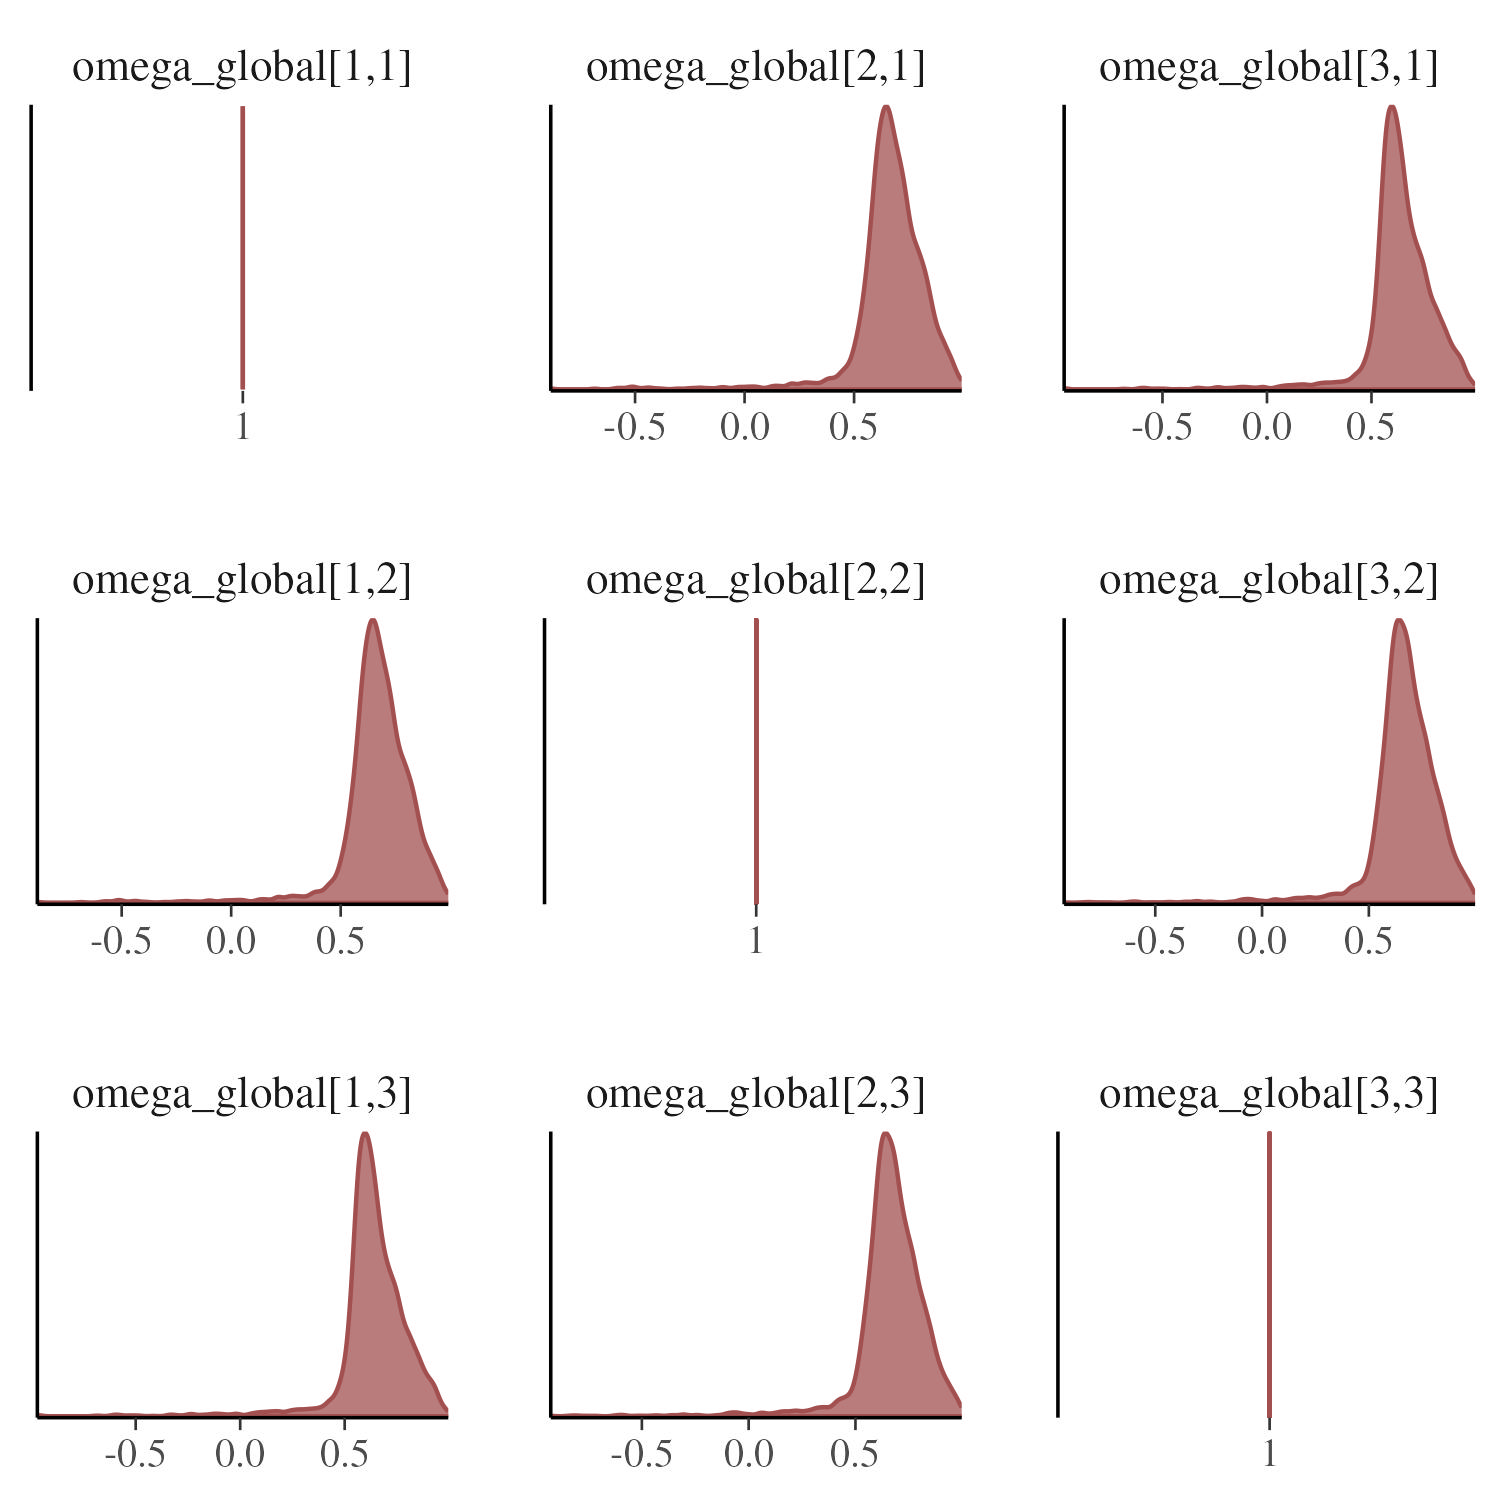 omega_global[1,1] omega_global[2,1] omega_global[3,1]
1 -0.5 0.0 0.5 -0.5 0.0 0.5
omega_global[1,2] omega_global[2,2] omega_global[3,2]
-0.5 0.0 0.5 1 -0.5 0.0 0.5
omega_global[1,3] omega_global[2,3] omega_global[3,3]
-0.5 0.0 0.5 -0.5 0.0 0.5 1